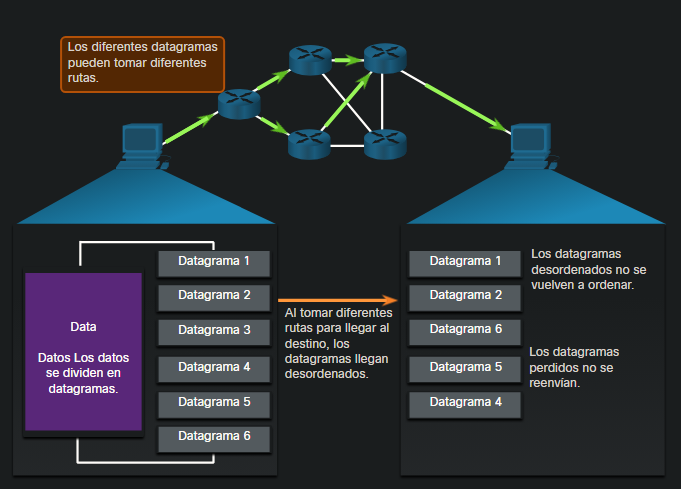 Los diferentes datagramas
pueden tomar diferentes
rutas.
Data
Datos Los datos
se dividen en
datagramas.
Datagrama 1
Datagrama 2
Datagrama 3
Datagrama 4
Datagrama 5
Datagrama 6
Al tomar diferentes
rutas para llegar al
destino, los
datagramas llegan
desordenados.
Datagrama 1
Datagrama 2
Datagrama 6
Datagrama 5
Datagrama 4
Los datagramas
desordenados no se
vuelven a ordenar.
Los datagramas
perdidos no se
reenvían.